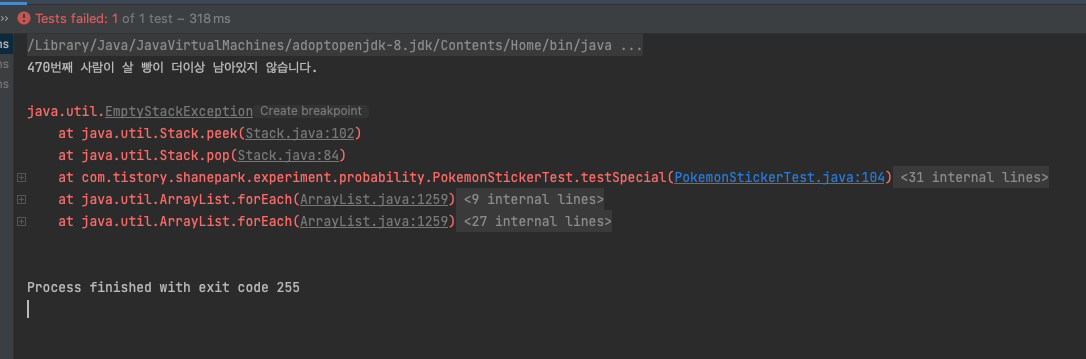 Tests failed: 1 of 1 test – 318 ms
/Library/Java/JavaVirtualMachines/adoptopenjdk-8.jdk/Contents/Home/bin/java ...
470번째 사람이 살 빵이 더이상 남아있지 않습니다.
java.util.EmptyStackException Create breakpoint
at java.util.Stack.peek(Stack.java:102)
at java.util.Stack.pop(Stack.java:84)
at com.tistory.shanepark.experiment.probability.PokemonStickerTest.testSpecial(PokemonStickerTest.java:104) <31 internal lines>
at java.util.ArrayList.forEach(ArrayList.java:1259) <9 internal lines>
at java.util.ArrayList.forEach(ArrayList.java:1259) <27 internal lines>
Process finished with exit code 255